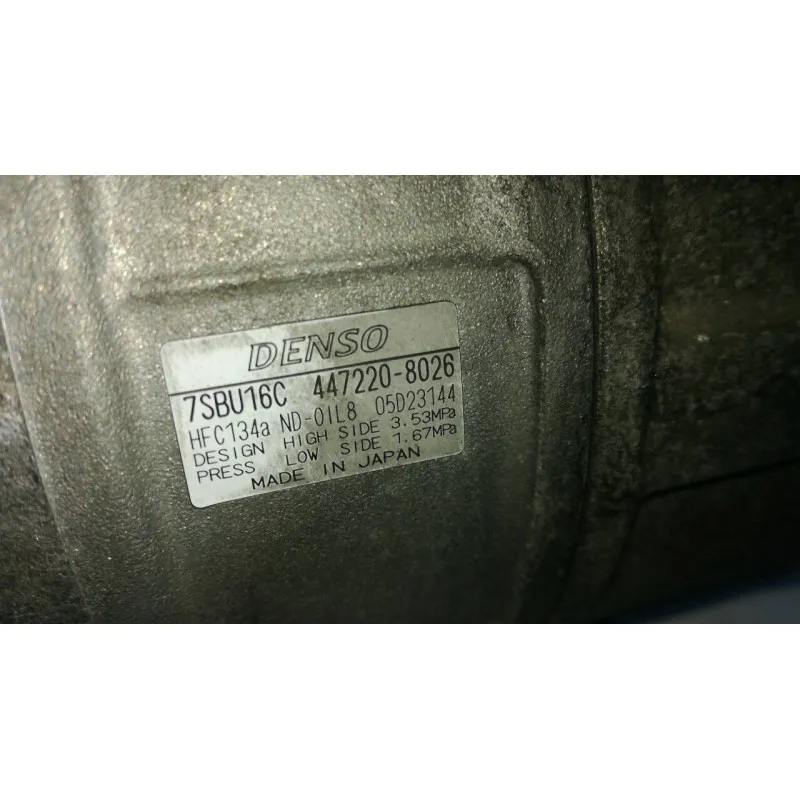 DENSO
7SBU16C 447220-8026
HFC134a ND-OIL8 05D23144
DESIGN HIGH SIDE 3.53MPa
PRESS LOW SIDE 1.67MPa
MADE IN JAPAN